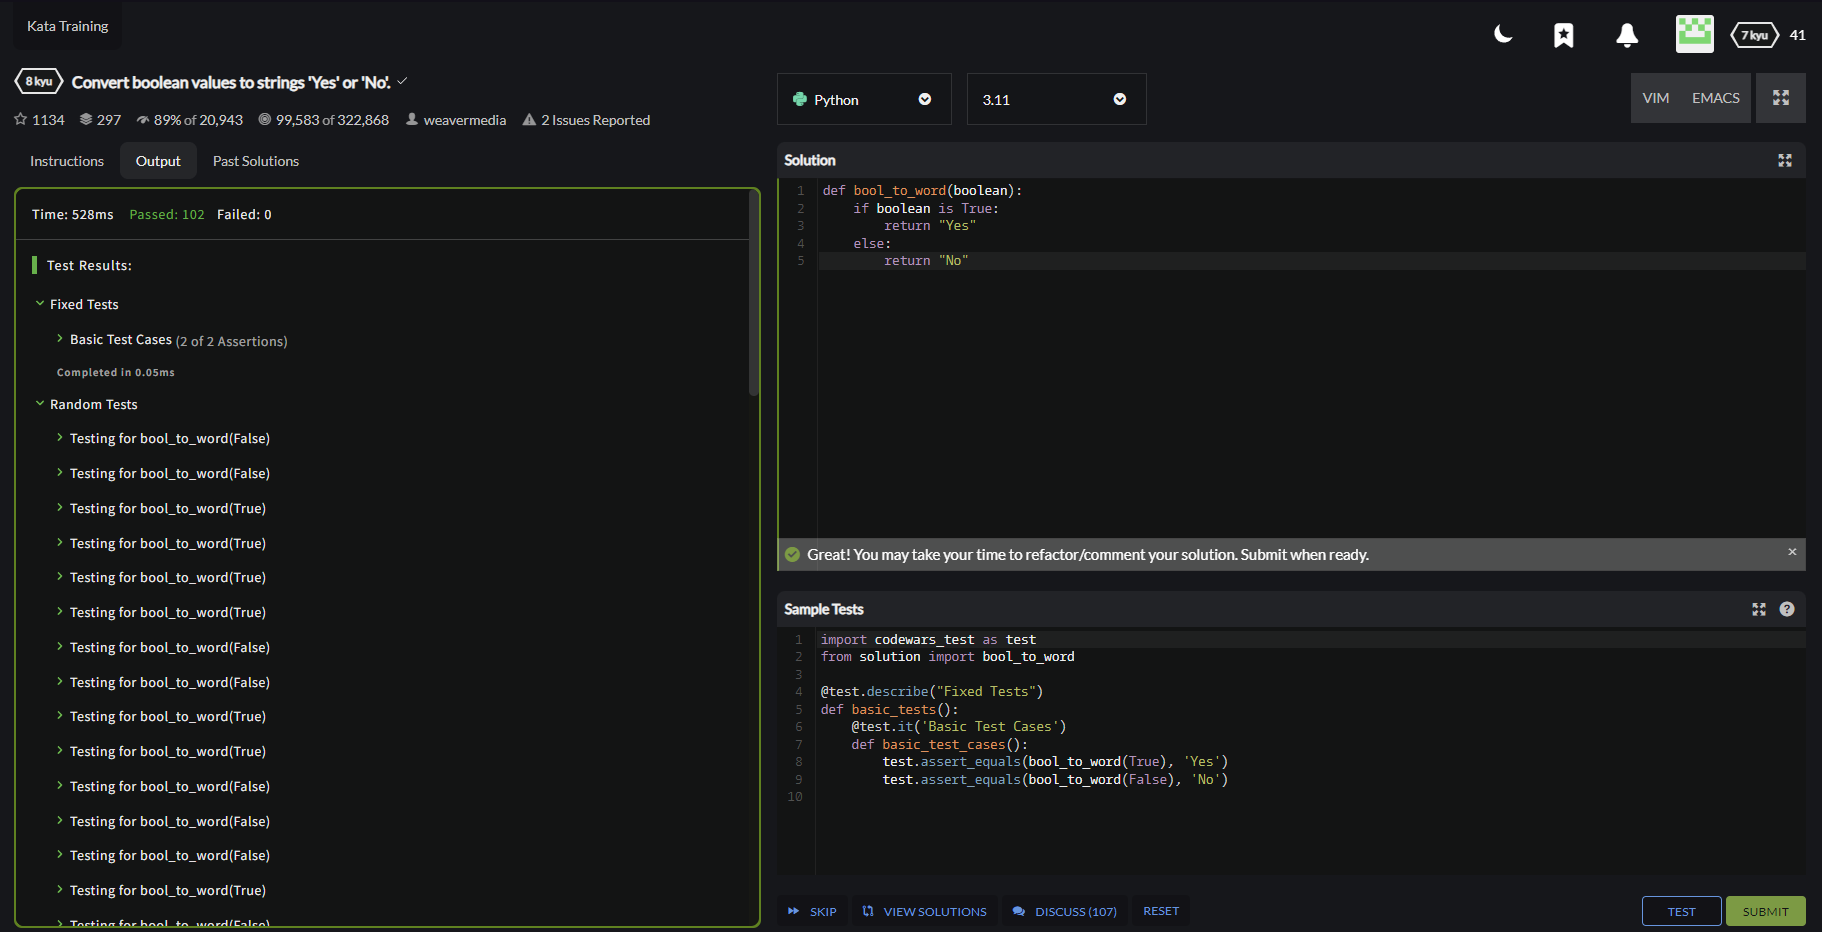 Kata Training
7 kyu 41
8 kyu Convert boolean values to strings 'Yes' or 'No'.
1134 297 89% of 20,943 99,583 of 322,868 weavermedia 2 Issues Reported
Instructions Output Past Solutions
Time: 528ms Passed: 102 Failed: 0
Test Results:
Fixed Tests
Basic Test Cases (2 of 2 Assertions)
Completed in 0.05ms
Random Tests
Testing for bool_to_word(False)
Testing for bool_to_word(False)
Testing for bool_to_word(True)
Testing for bool_to_word(True)
Testing for bool_to_word(True)
Testing for bool_to_word(True)
Testing for bool_to_word(False)
Testing for bool_to_word(False)
Testing for bool_to_word(True)
Testing for bool_to_word(True)
Testing for bool_to_word(False)
Testing for bool_to_word(False)
Testing for bool_to_word(False)
Testing for bool_to_word(True)
Testing for bool_to_word(False)
Python 3.11 VIM EMACS
Solution
1 def bool_to_word(boolean):
2     if boolean is True:
3         return "Yes"
4     else:
5         return "No"
Great! You may take your time to refactor/comment your solution. Submit when ready.
Sample Tests
1 import codewars_test as test
2 from solution import bool_to_word
3
4 @test.describe("Fixed Tests")
5 def basic_tests():
6     @test.it('Basic Test Cases')
7     def basic_test_cases():
8         test.assert_equals(bool_to_word(True), 'Yes')
9         test.assert_equals(bool_to_word(False), 'No')
10
SKIP VIEW SOLUTIONS DISCUSS (107) RESET TEST SUBMIT